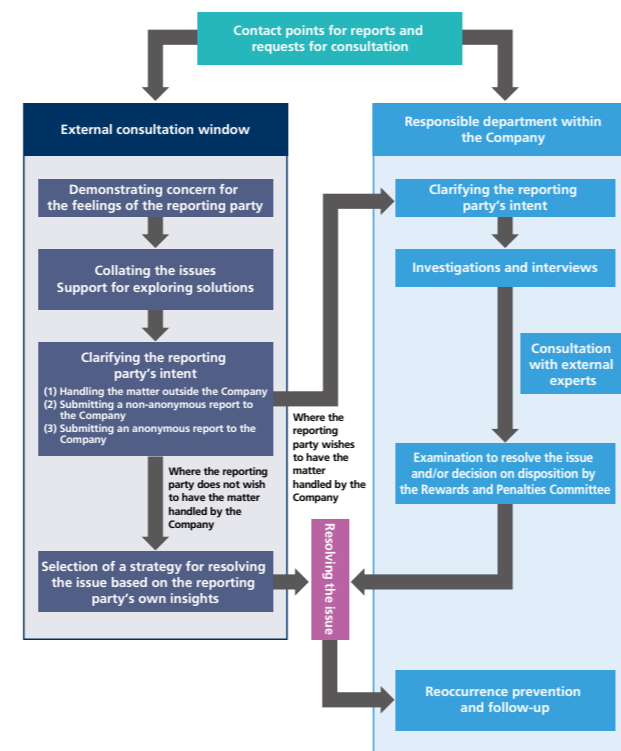 Contact points for reports and
requests for consultation
External consultation window
Demonstrating concern for
the feelings of the reporting party
Collating the issues
Support for exploring solutions
Clarifying the reporting
party's intent
(1) Handling the matter outside the Company
(2) Submitting a non-anonymous report to
the Company
(3) Submitting an anonymous report to the
Company
Where the reporting
party does not wish
to have the matter
handled by the
Company
Selection of a strategy for resolving
the issue based on the reporting
party's own insights
Where the
reporting
party wishes
to have the
matter
handled by the
Company
Resolving the issue
Responsible department within
the Company
Clarifying the reporting
party's intent
Investigations and interviews
Consultation
with external
experts
Examination to resolve the issue
and/or decision on disposition by
the Rewards and Penalties Committee
Reoccurrence prevention
and follow-up